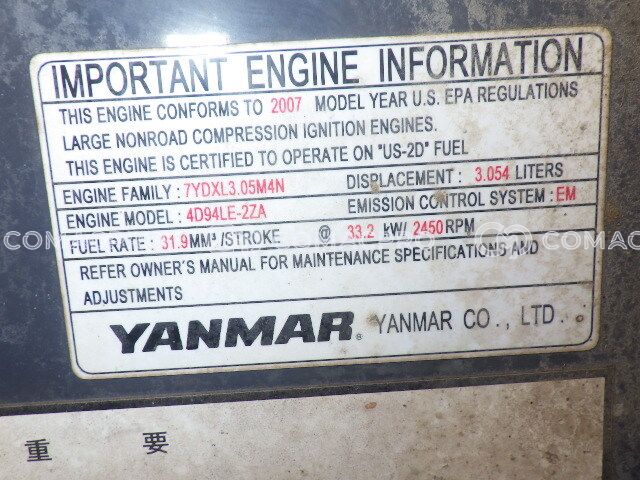 IMPORTANT ENGINE INFORMATION
THIS ENGINE CONFORMS TO 2007 MODEL YEAR U.S. EPA REGULATIONS
LARGE NONROAD COMPRESSION IGNITION ENGINES.
THIS ENGINE IS CERTIFIED TO OPERATE ON "US-2D" FUEL
ENGINE FAMILY : 7YDXL3.05M4N DISPLACEMENT : 3.054 LITERS
ENGINE MODEL : 4D94LE-2ZA EMISSION CONTROL SYSTEM : EM
FUEL RATE : 31.9MM³/STROKE @ 33.2 kW/ 2450RPM
REFER OWNER'S MANUAL FOR MAINTENANCE SPECIFICATIONS AND
ADJUSTMENTS
YANMAR® YANMAR CO., LTD.
重 要